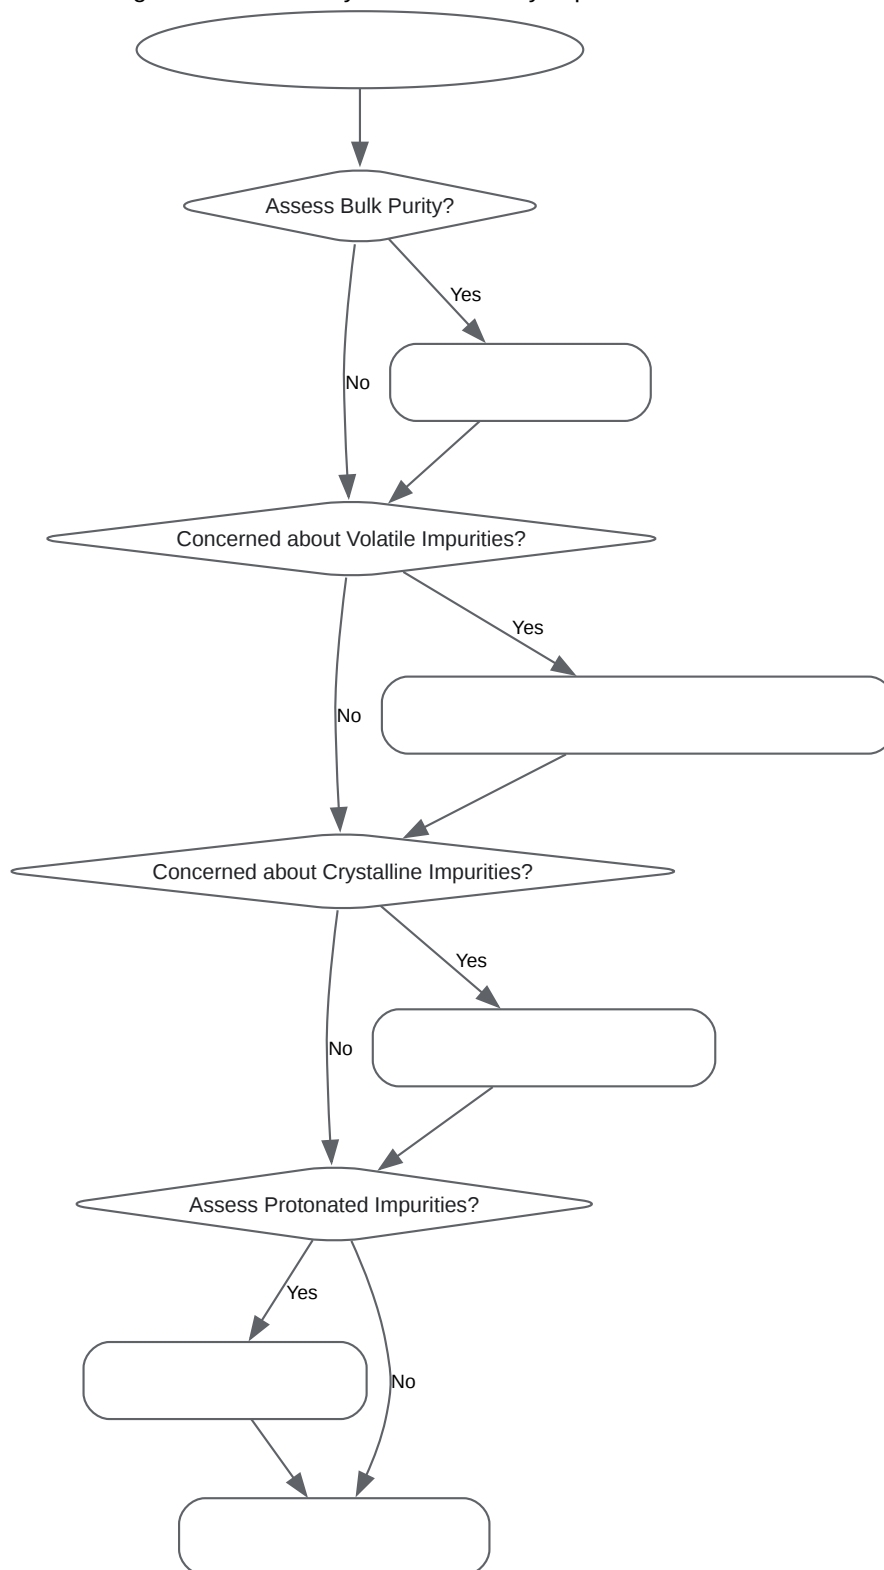 Assess Bulk Purity?
Yes
No
Concerned about Volatile Impurities?
Yes
No
Concerned about Crystalline Impurities?
Yes
No
Assess Protonated Impurities?
Yes
No